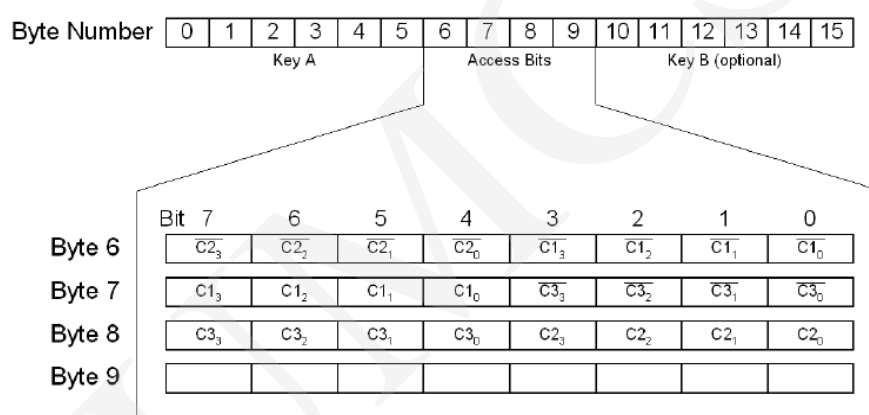 Byte Number 0 1 2 3 4 5 6 7 8 9 10 11 12 13 14 15
Key A Access Bits Key B (optional)
Bit 7 6 5 4 3 2 1 0
Byte 6 C2₃̅ C2₂̅ C2₁̅ C2₀̅ C1₃̅ C1₂̅ C1₁̅ C1₀̅
Byte 7 C1₃ C1₂ C1₁ C1₀ C3₃̅ C3₂̅ C3₁̅ C3₀̅
Byte 8 C3₃ C3₂ C3₁ C3₀ C2₃ C2₂ C2₁ C2₀
Byte 9